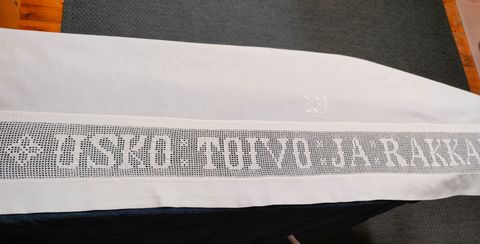 USKO : TOIVO : JA : RAKKA